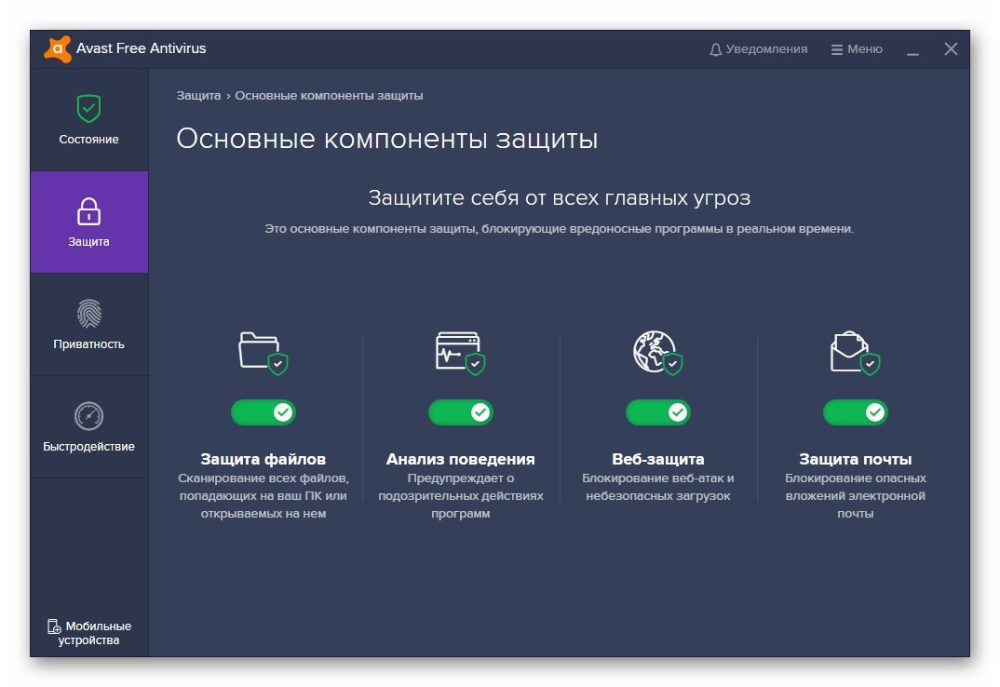 Avast Free Antivirus
Уведомления
Меню
Состояние
Защита
Приватность
Быстродействие
Мобильные
устройства
Защита › Основные компоненты защиты
Основные компоненты защиты
Защитите себя от всех главных угроз
Это основные компоненты защиты, блокирующие вредоносные программы в реальном времени.
Защита файлов
Сканирование всех файлов,
попадающих на ваш ПК или
открываемых на нем
Анализ поведения
Предупреждает о
подозрительных действиях
программ
Веб-защита
Блокирование веб-атак и
небезопасных загрузок
Защита почты
Блокирование опасных
вложений электронной
почты